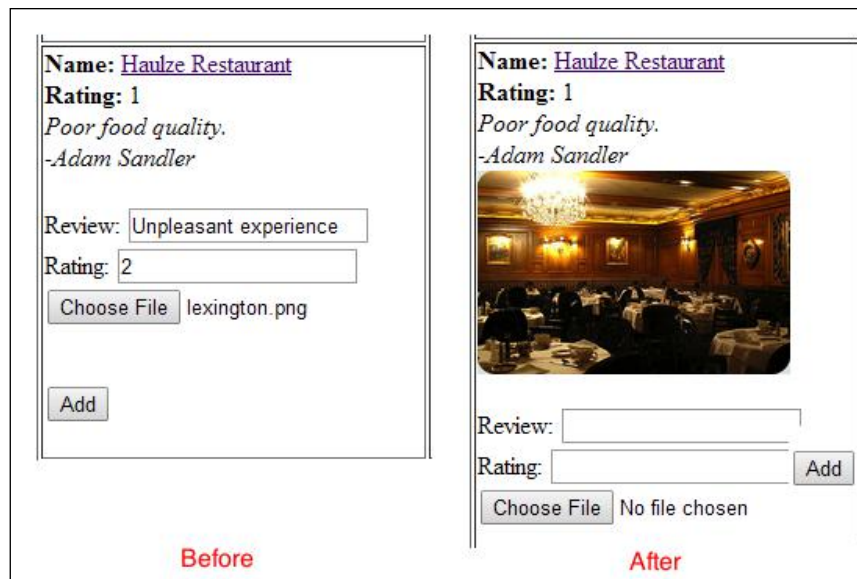 Name: Haulze Restaurant
Rating: 1
Poor food quality.
-Adam Sandler
Review: Unpleasant experience
Rating: 2
Choose File lexington.png
Add
Before
Name: Haulze Restaurant
Rating: 1
Poor food quality.
-Adam Sandler
Review:
Rating: Add
Choose File No file chosen
After